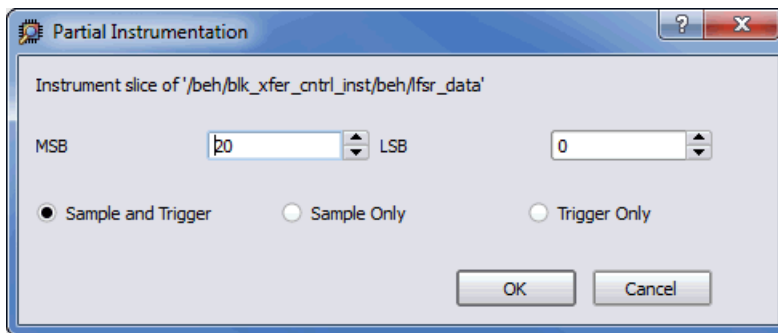 Partial Instrumentation
?
X
Instrument slice of '/beh/blk_xfer_cntrl_inst/beh/lfsr_data'
MSB 20 LSB 0
Sample and Trigger Sample Only Trigger Only
OK Cancel